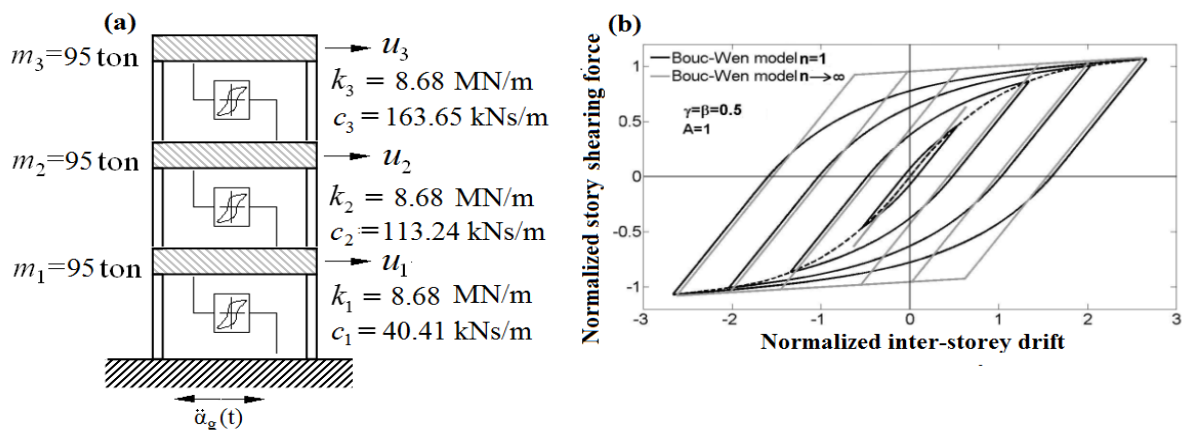 (a)
m₃=95 ton
u₃
k₃ = 8.68 MN/m
c₃ = 163.65 kNs/m
m₂=95 ton
u₂
k₂ = 8.68 MN/m
c₂ =113.24 kNs/m
m₁=95 ton
u₁
k₁ = 8.68 MN/m
c₁ = 40.41 kNs/m
α̈g(t)
(b)
Normalized story shearing force
Bouc-Wen model n=1
Bouc-Wen model n→∞
γ=β=0.5
A=1
1
0.5
0
-0.5
-1
-3 -2 -1 0 1 2 3
Normalized inter-storey drift